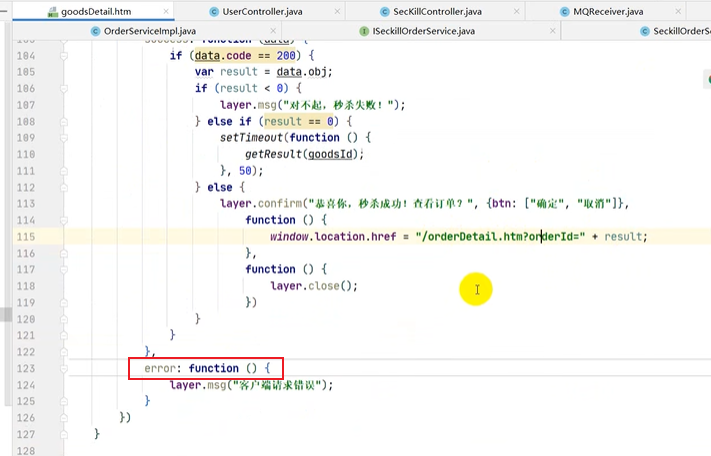 goodsDetail.htm
UserController.java
SecKillController.java
MQReceiver.java
OrderServiceImpl.java
ISeckillOrderService.java
SeckillOrderS
success: function (data) {
104 if (data.code == 200) {
105 var result = data.obj;
106 if (result < 0) {
107 layer.msg("对不起，秒杀失败！");
108 } else if (result == 0) {
109 setTimeout(function () {
110 getResult(goodsId);
111 }, 50);
112 } else {
113 layer.confirm("恭喜你，秒杀成功！查看订单？", {btn: ["确定", "取消"]},
114 function () {
115 window.location.href = "/orderDetail.htm?orderId=" + result;
116 },
117 function () {
118 layer.close();
119 })
120 }
121 }
122 },
123 error: function () {
124 layer.msg("客户端请求错误");
125 }
126 })
127 }
128